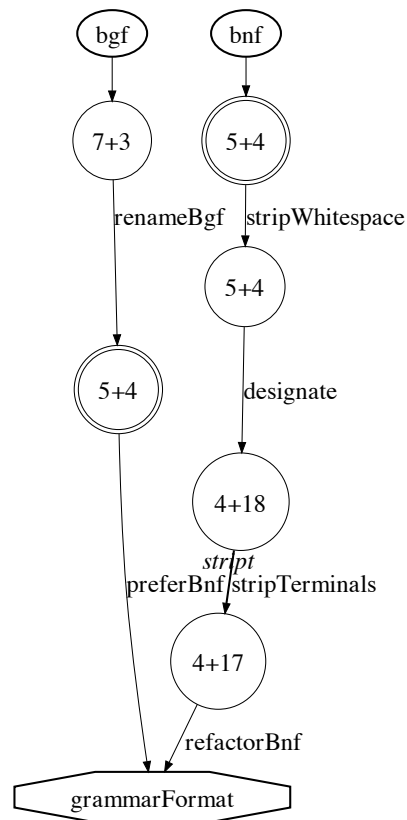 bgf bnf
7+3 5+4
renameBgf stripWhitespace
5+4
5+4 designate
4+18
stript
preferBnf stripTerminals
4+17
refactorBnf
grammarFormat